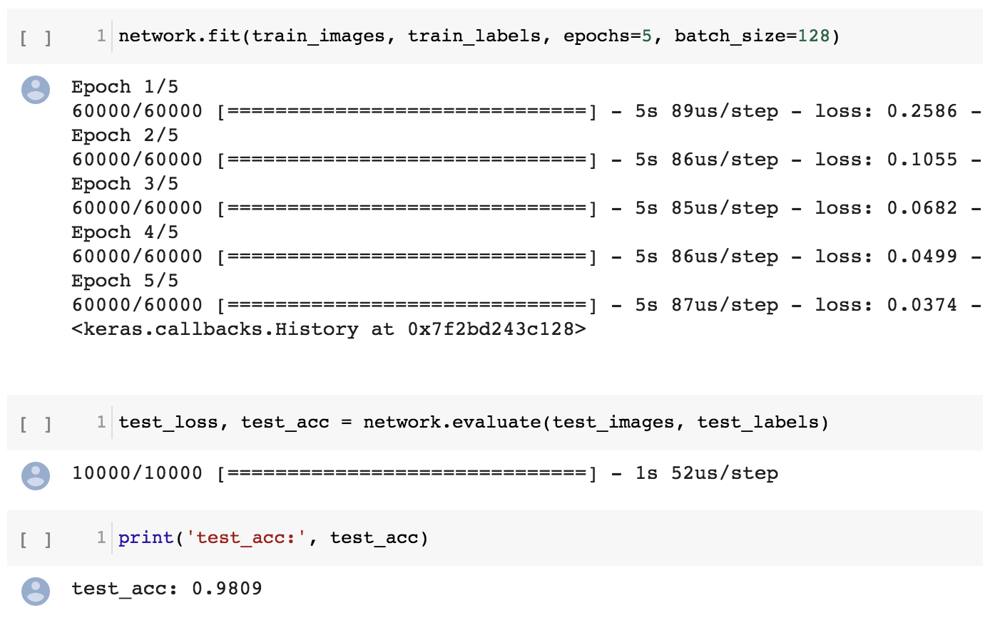 [ ] 1 network.fit(train_images, train_labels, epochs=5, batch_size=128)
Epoch 1/5
60000/60000 [==============================] - 5s 89us/step - loss: 0.2586 -
Epoch 2/5
60000/60000 [==============================] - 5s 86us/step - loss: 0.1055 -
Epoch 3/5
60000/60000 [==============================] - 5s 85us/step - loss: 0.0682 -
Epoch 4/5
60000/60000 [==============================] - 5s 86us/step - loss: 0.0499 -
Epoch 5/5
60000/60000 [==============================] - 5s 87us/step - loss: 0.0374 -
<keras.callbacks.History at 0x7f2bd243c128>
[ ] 1 test_loss, test_acc = network.evaluate(test_images, test_labels)
10000/10000 [==============================] - 1s 52us/step
[ ] 1 print('test_acc:', test_acc)
test_acc: 0.9809